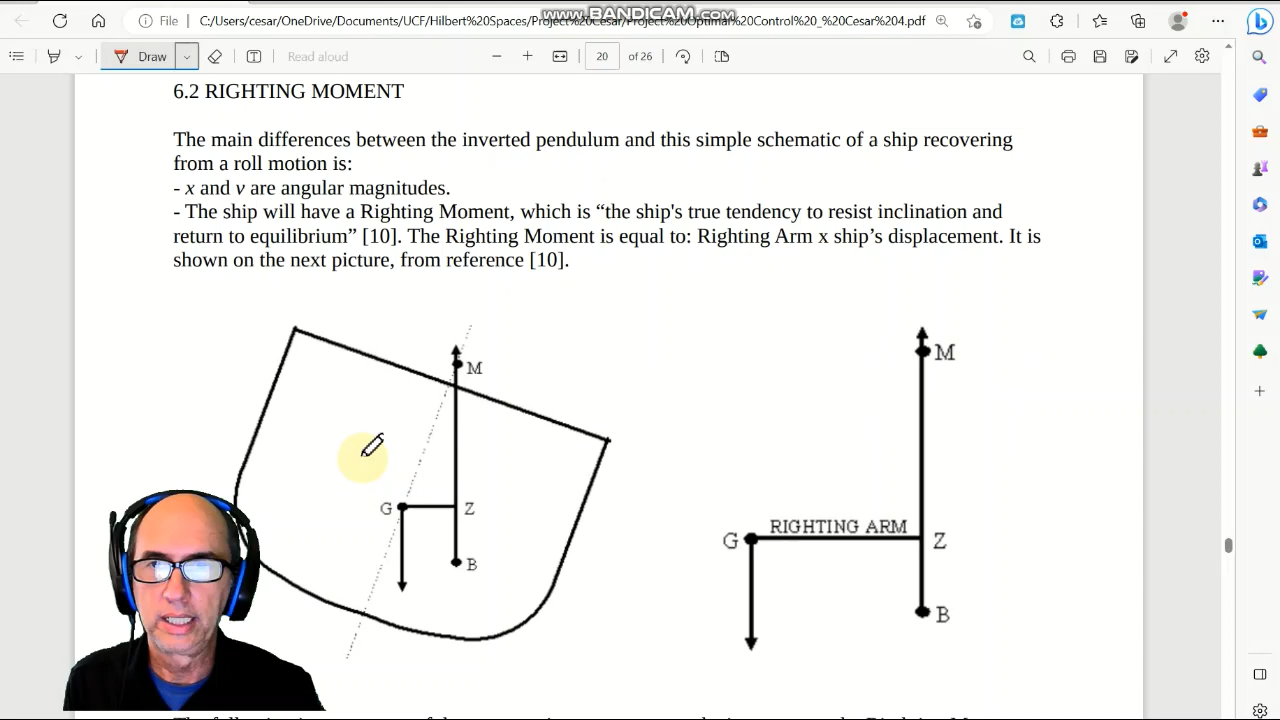 www.BANDICAM.com
File
C:/Users/cesar/OneDrive/Documents/UCF/Hilbert%20Spaces/Project%20Cesar/Project%20Optimal%20Control%20_%20Cesar%204.pdf
Draw
Read aloud
20 of 26
6.2 RIGHTING MOMENT
The main differences between the inverted pendulum and this simple schematic of a ship recovering
from a roll motion is:
- x and v are angular magnitudes.
- The ship will have a Righting Moment, which is “the ship's true tendency to resist inclination and
return to equilibrium” [10]. The Righting Moment is equal to: Righting Arm x ship’s displacement. It is
shown on the next picture, from reference [10].
M
G
Z
B
M
RIGHTING ARM
G
Z
B